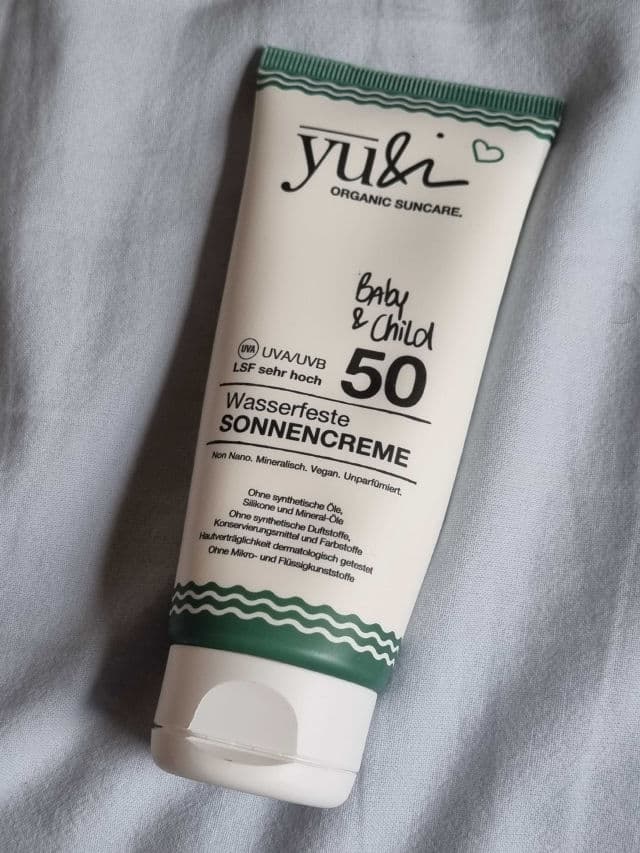 yu&i
ORGANIC SUNCARE.
Baby
& Child
UVA UVA/UVB
LSF sehr hoch 50
Wasserfeste
SONNENCREME
Non Nano. Mineralisch. Vegan. Unparfümiert.
Ohne synthetische Öle,
Silikone und Mineral-Öle
Ohne synthetische Duftstoffe,
Konservierungsmittel und Farbstoffe
Hautverträglichkeit dermatologisch getestet
Ohne Mikro- und Flüssigkunststoffe